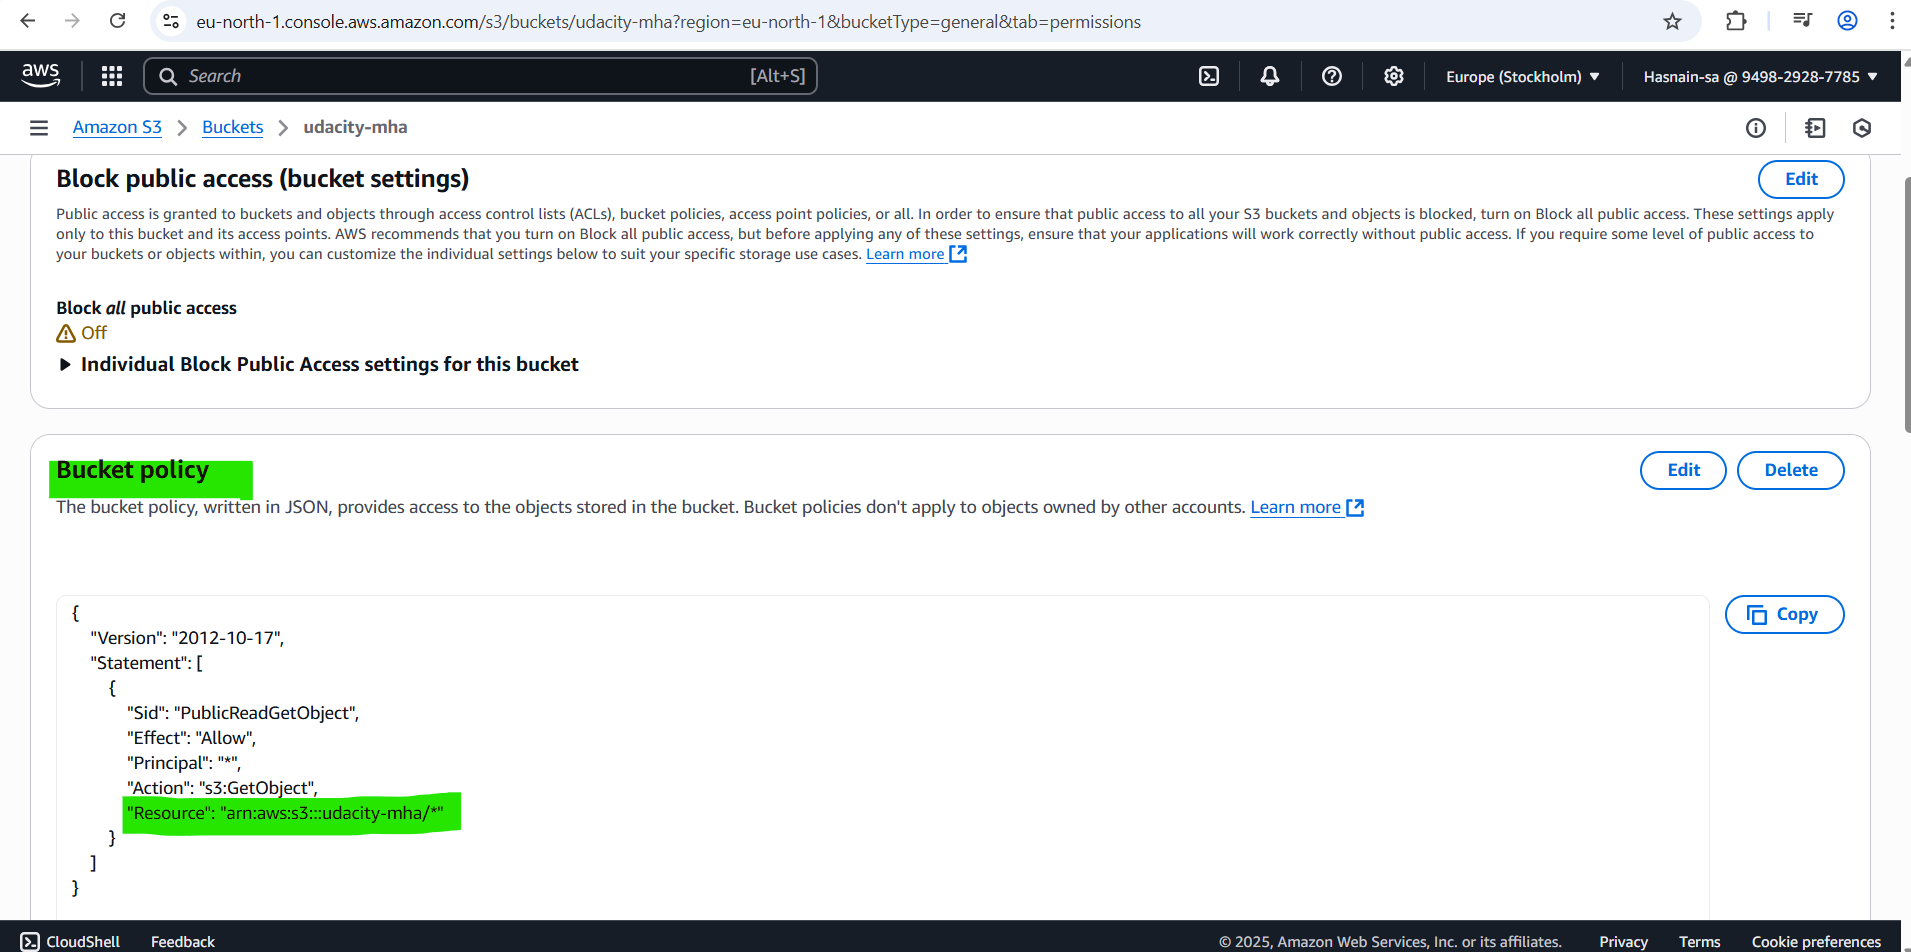 eu-north-1.console.aws.amazon.com/s3/buckets/udacity-mha?region=eu-north-1&bucketType=general&tab=permissions
aws Search [Alt+S] Europe (Stockholm) Hasnain-sa @ 9498-2928-7785
Amazon S3 Buckets udacity-mha
Block public access (bucket settings) Edit
Public access is granted to buckets and objects through access control lists (ACLs), bucket policies, access point policies, or all. In order to ensure that public access to all your S3 buckets and objects is blocked, turn on Block all public access. These settings apply
only to this bucket and its access points. AWS recommends that you turn on Block all public access, but before applying any of these settings, ensure that your applications will work correctly without public access. If you require some level of public access to
your buckets or objects within, you can customize the individual settings below to suit your specific storage use cases. Learn more
Block all public access
Off
Individual Block Public Access settings for this bucket
Bucket policy Edit Delete
The bucket policy, written in JSON, provides access to the objects stored in the bucket. Bucket policies don't apply to objects owned by other accounts. Learn more
{ Copy
"Version": "2012-10-17",
"Statement": [
{
"Sid": "PublicReadGetObject",
"Effect": "Allow",
"Principal": "*",
"Action": "s3:GetObject",
"Resource": "arn:aws:s3:::udacity-mha/*"
}
]
}
CloudShell Feedback © 2025, Amazon Web Services, Inc. or its affiliates. Privacy Terms Cookie preferences